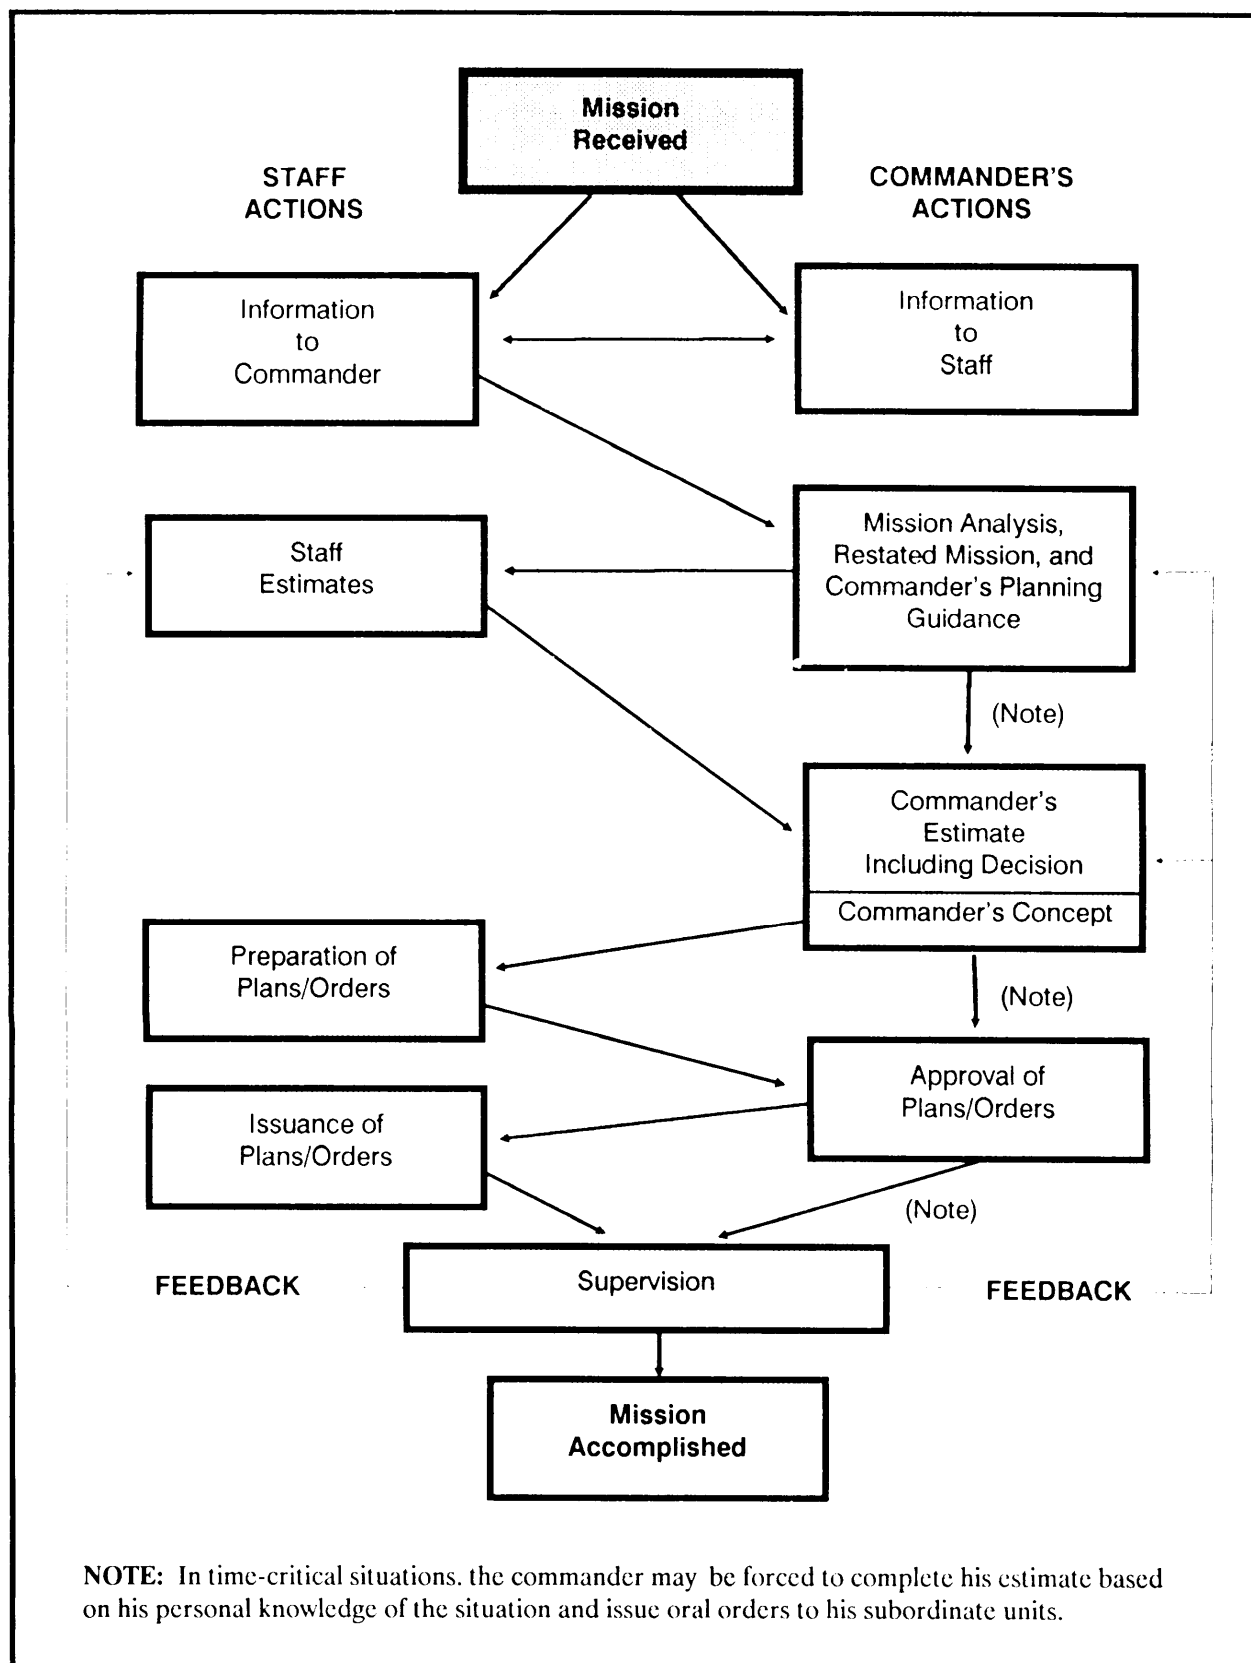 Mission
Received
STAFF
ACTIONS
COMMANDER'S
ACTIONS
Information
to
Commander
Information
to
Staff
Staff
Estimates
Mission Analysis,
Restated Mission, and
Commander's Planning
Guidance
(Note)
Commander's
Estimate
Including Decision
Commander's Concept
Preparation of
Plans/Orders
(Note)
Approval of
Plans/Orders
Issuance of
Plans/Orders
(Note)
FEEDBACK
Supervision
FEEDBACK
Mission
Accomplished
NOTE: In time-critical situations. the commander may be forced to complete his estimate based
on his personal knowledge of the situation and issue oral orders to his subordinate units.